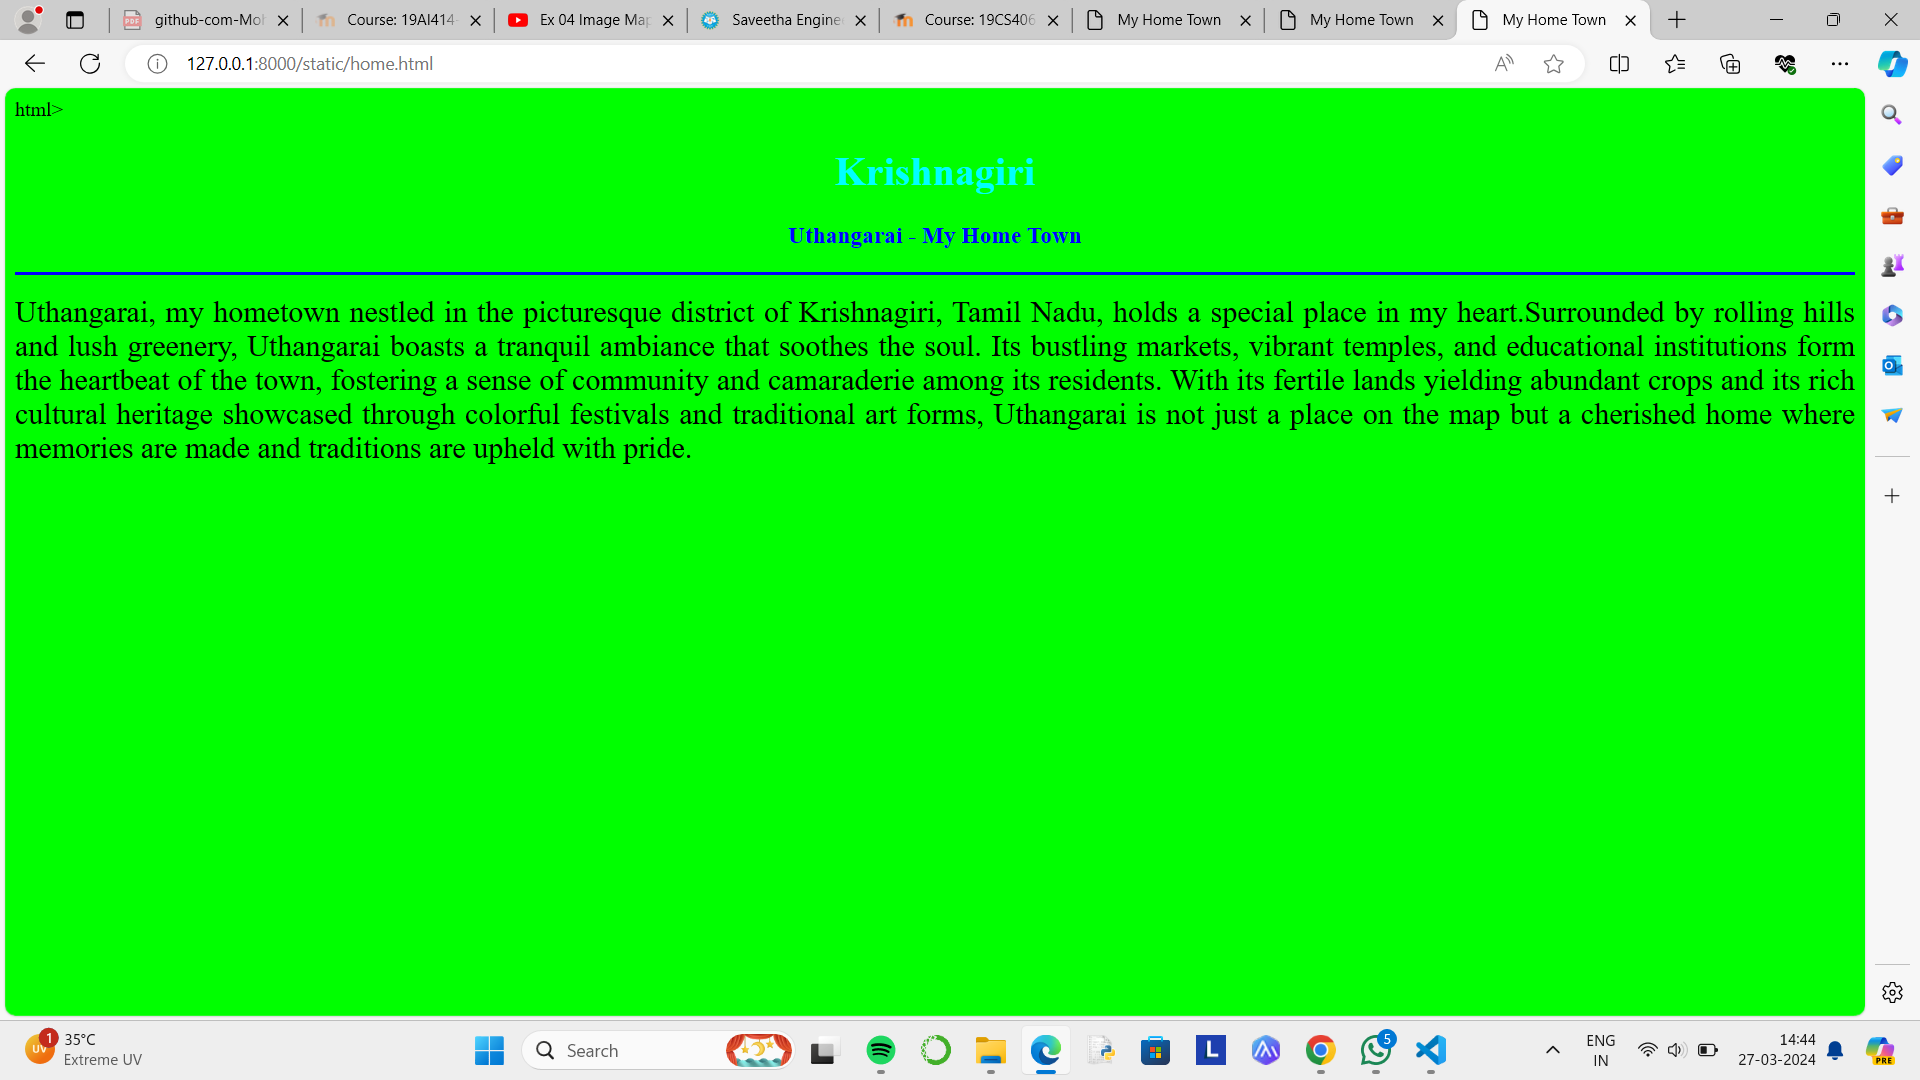 github-com-Moh
Course: 19AI414-
Ex 04 Image Map
Saveetha Engine
Course: 19CS406
My Home Town
My Home Town
My Home Town
127.0.0.1:8000/static/home.html
html>
Krishnagiri
Uthangarai - My Home Town
Uthangarai, my hometown nestled in the picturesque district of Krishnagiri, Tamil Nadu, holds a special place in my heart.Surrounded by rolling hills
and lush greenery, Uthangarai boasts a tranquil ambiance that soothes the soul. Its bustling markets, vibrant temples, and educational institutions form
the heartbeat of the town, fostering a sense of community and camaraderie among its residents. With its fertile lands yielding abundant crops and its rich
cultural heritage showcased through colorful festivals and traditional art forms, Uthangarai is not just a place on the map but a cherished home where
memories are made and traditions are upheld with pride.
UV
1
35°C
Extreme UV
Search
L
5
ENG
IN
14:44
27-03-2024
PRE